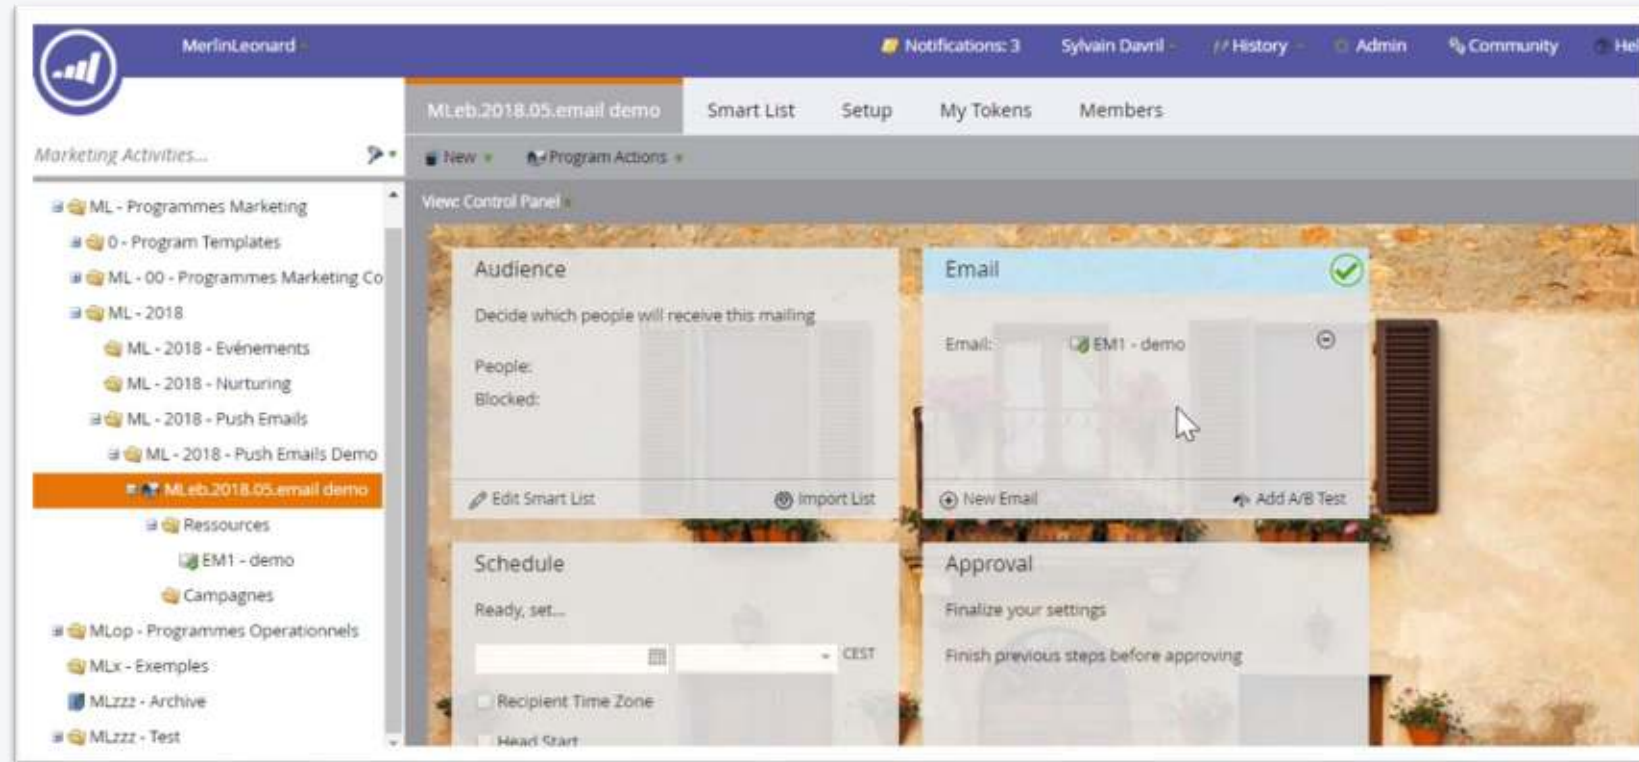 MerlinLeonard
Notifications: 3 Sylvain Davril History Admin Community Hel
MLeb.2018.05.email demo Smart List Setup My Tokens Members
Marketing Activities...
New Program Actions
View: Control Panel
ML - Programmes Marketing
0 - Program Templates
ML - 00 - Programmes Marketing Co
ML - 2018
ML - 2018 - Evénements
ML - 2018 - Nurturing
ML - 2018 - Push Emails
ML - 2018 - Push Emails Demo
MLeb.2018.05.email demo
Ressources
EM1 - demo
Campagnes
MLop - Programmes Operationnels
MLx - Exemples
MLzzz - Archive
MLzzz - Test
Audience
Decide which people will receive this mailing
People:
Blocked:
Edit Smart List Import List
Email
Email: EM1 - demo
New Email Add A/B Test
Schedule
Ready, set...
CEST
Recipient Time Zone
Head Start
Approval
Finalize your settings
Finish previous steps before approving